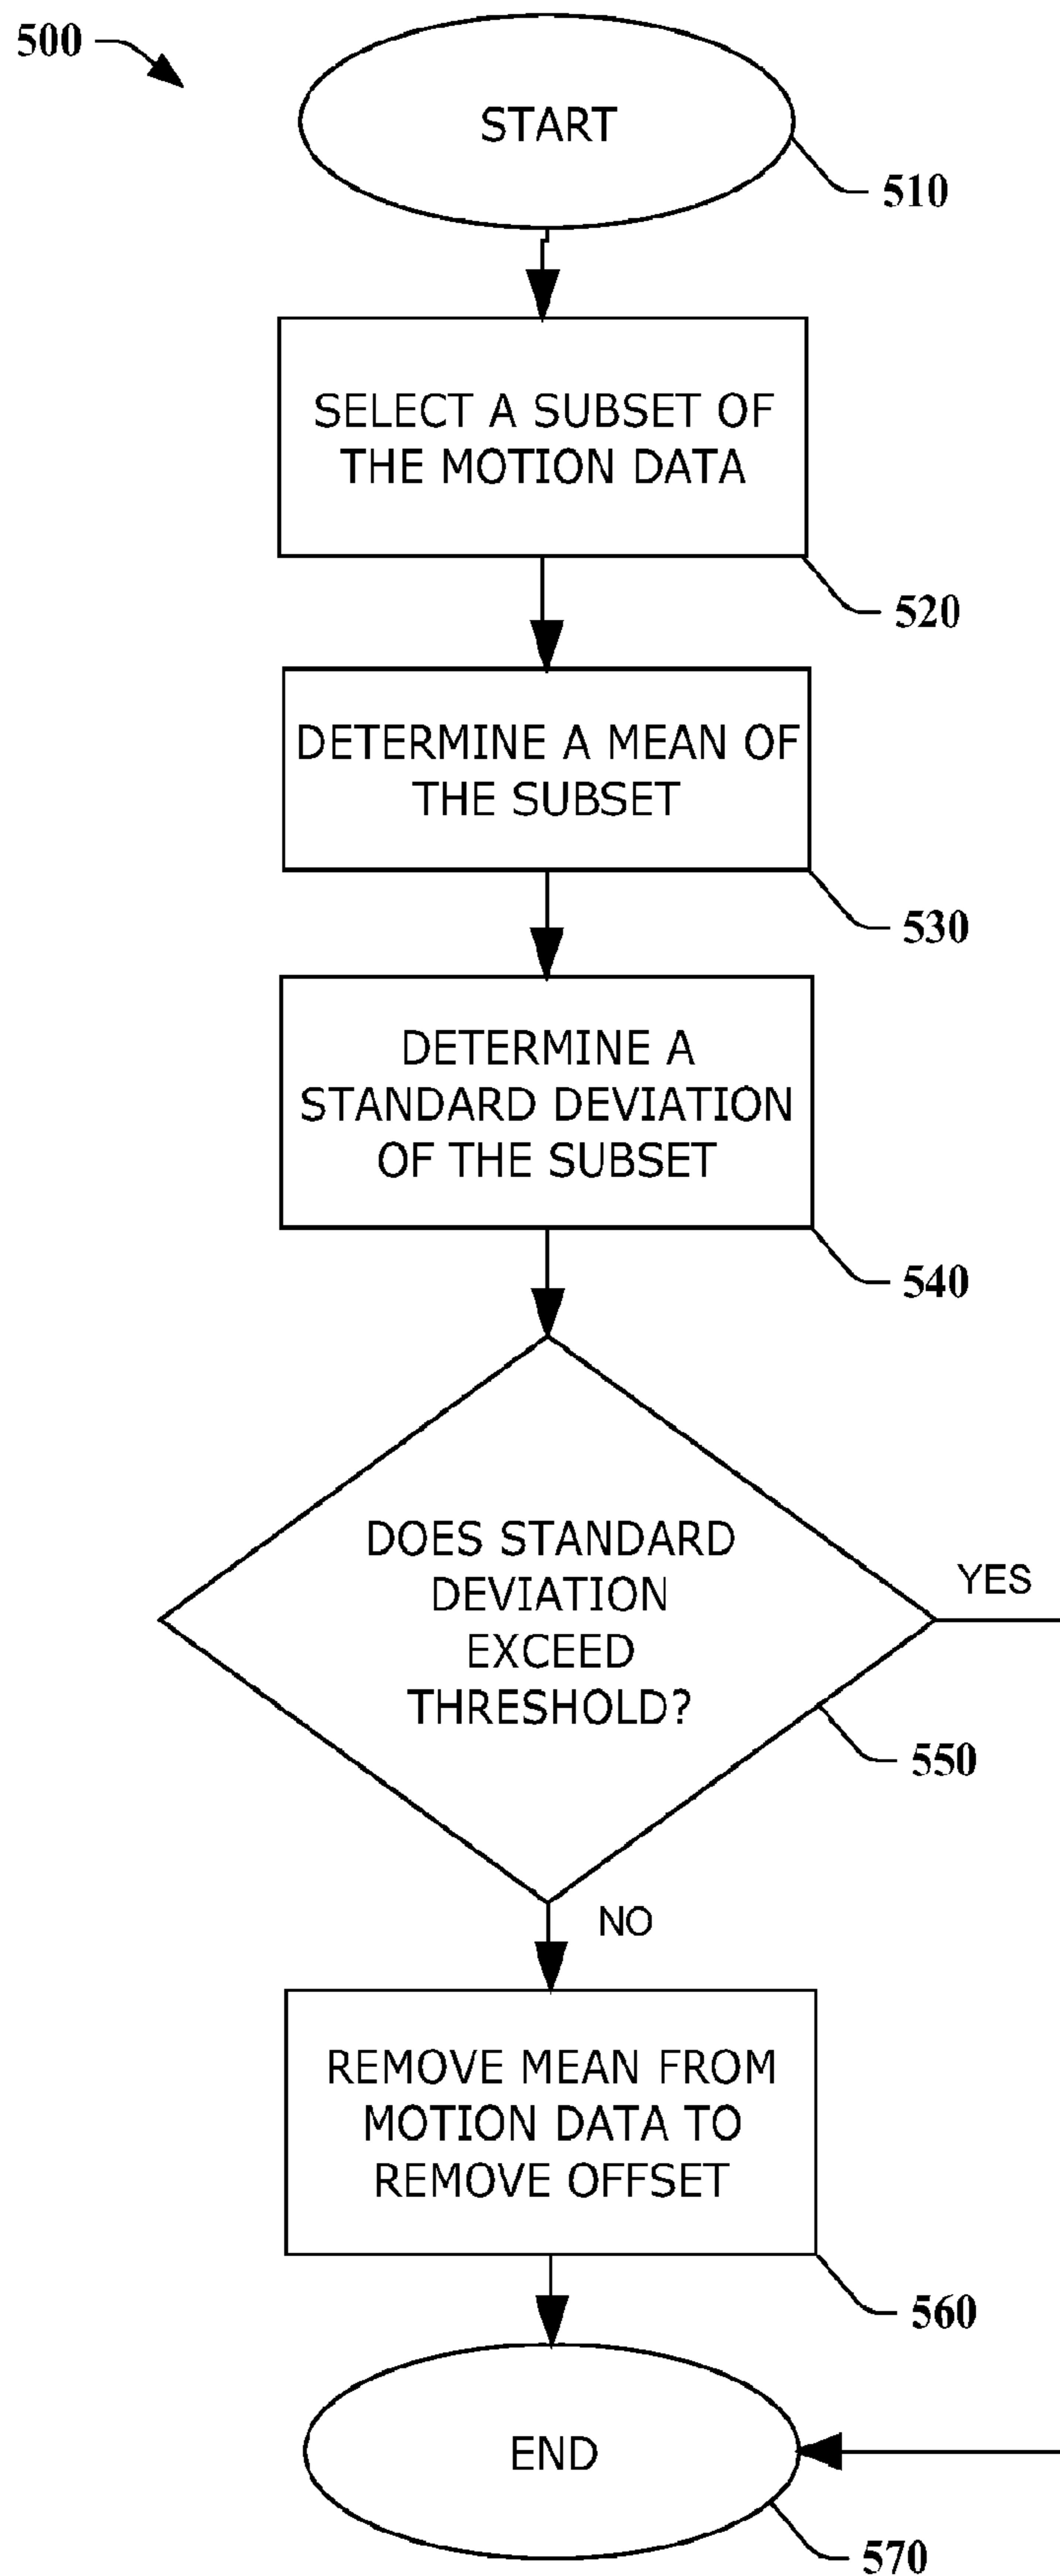 500
START
510
SELECT A SUBSET OF
THE MOTION DATA
520
DETERMINE A MEAN OF
THE SUBSET
530
DETERMINE A
STANDARD DEVIATION
OF THE SUBSET
540
DOES STANDARD
DEVIATION
EXCEED
THRESHOLD?
YES
550
NO
REMOVE MEAN FROM
MOTION DATA TO
REMOVE OFFSET
560
END
570